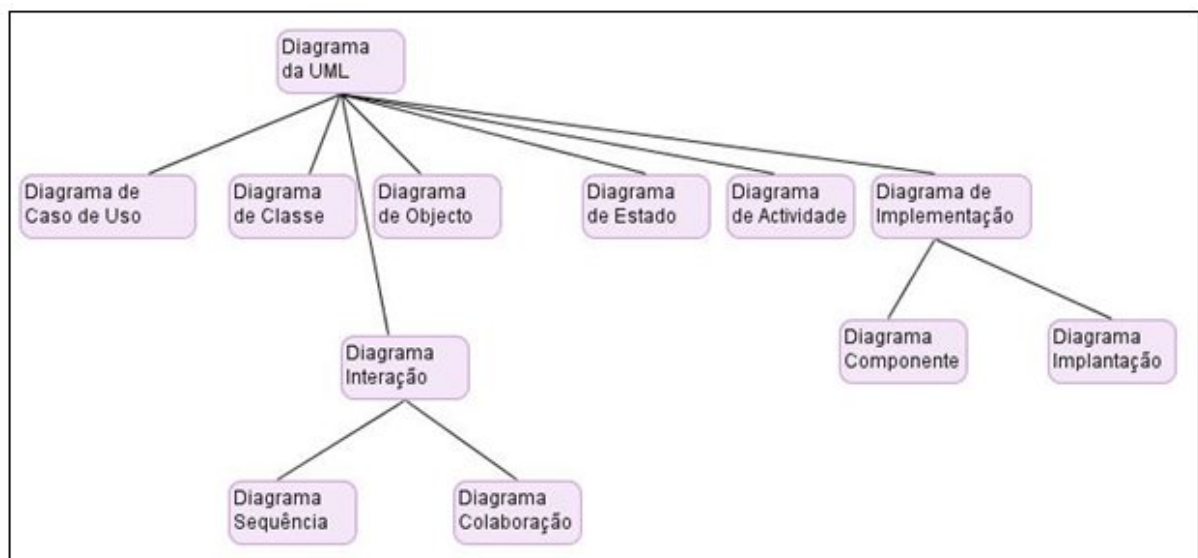 Diagrama
da UML
Diagrama de
Caso de Uso
Diagrama
de Classe
Diagrama
de Objecto
Diagrama
de Estado
Diagrama
de Actividade
Diagrama de
Implementação
Diagrama
Interação
Diagrama
Componente
Diagrama
Implantação
Diagrama
Sequência
Diagrama
Colaboração